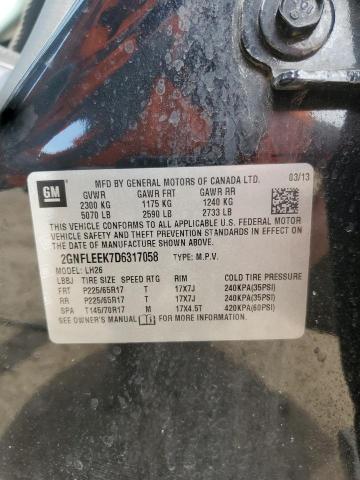 MFD BY GENERAL MOTORS OF CANADA LTD. 03/13
GM
GVWR GAWR FRT GAWR RR
2300 KG 1175 KG 1240 KG
5070 LB 2590 LB 2733 LB
THIS VEHICLE CONFORMS TO ALL APPLICABLE U.S. FEDERAL MOTOR
VEHICLE SAFETY, BUMPER, AND THEFT PREVENTION STANDARDS
IN EFFECT ON THE DATE OF MANUFACTURE SHOWN ABOVE.
2GNFLEEK7D6317058 TYPE: M.P.V.
MODEL: LH26
LBBJ TIRE SIZE SPEED RTG RIM COLD TIRE PRESSURE
FRT P225/65R17 T 17X7J 240KPA(35PSI)
RR P225/65R17 T 17X7J 240KPA(35PSI)
SPA T145/70R17 M 17X4.5T 420KPA(60PSI)
SEE OWNER'S MANUAL FOR MORE INFORMATION.